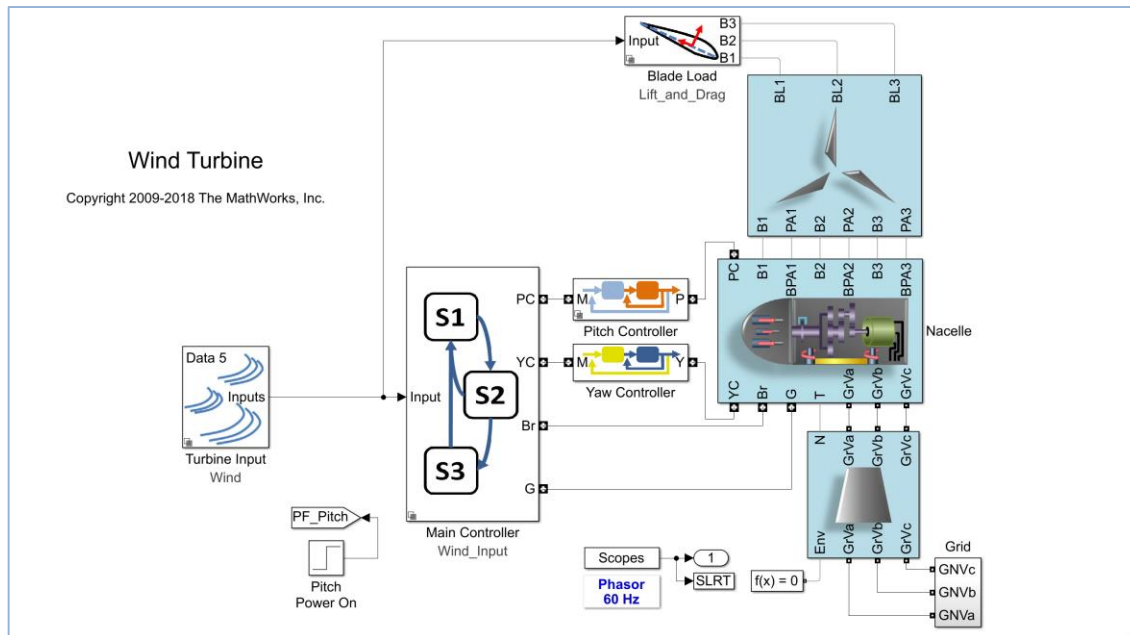 B3
Input
B2
B1
Blade Load
Lift_and_Drag
BL1
BL2
BL3
Wind Turbine
Copyright 2009-2018 The MathWorks, Inc.
B1
PA1
B2
PA2
B3
PA3
PC
B1
BPA1
B2
BPA2
B3
BPA3
Nacelle
YC
Br
G
T
GrVa
GrVb
GrVc
PC
M
P
Pitch Controller
YC
M
Y
Yaw Controller
S1
S2
S3
Input
Br
G
Main Controller
Wind_Input
Data 5
Inputs
Turbine Input
Wind
PF_Pitch
Pitch
Power On
N
GrVa
GrVb
GrVc
Env
GrVa
GrVb
GrVc
Scopes
1
SLRT
Phasor
60 Hz
f(x) = 0
Grid
GNVc
GNVb
GNVa